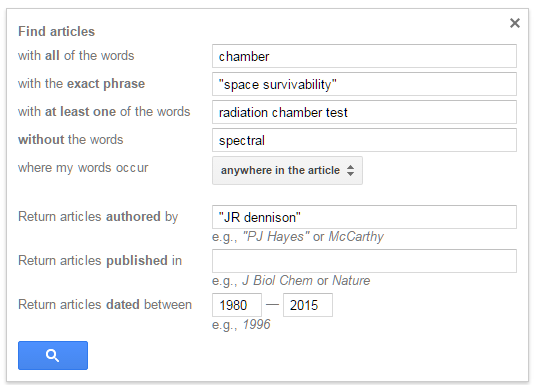 Find articles
with all of the words chamber
with the exact phrase "space survivability"
with at least one of the words radiation chamber test
without the words spectral
where my words occur anywhere in the article
Return articles authored by "JR dennison"
e.g., "PJ Hayes" or McCarthy
Return articles published in
e.g., J Biol Chem or Nature
Return articles dated between 1980 — 2015
e.g., 1996